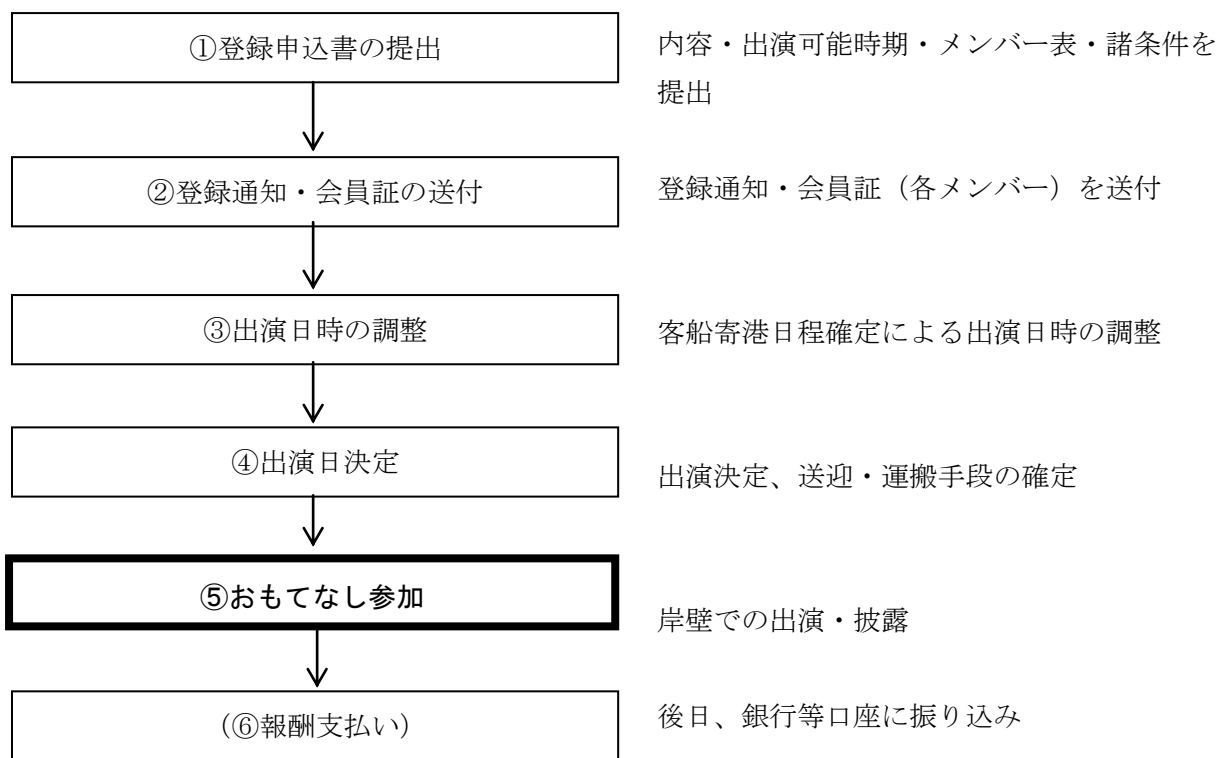 ①登録申込書の提出
内容・出演可能時期・メンバー表・諸条件を
提出
②登録通知・会員証の送付
登録通知・会員証（各メンバー）を送付
③出演日時の調整
客船寄港日程確定による出演日時の調整
④出演日決定
出演決定、送迎・運搬手段の確定
⑤おもてなし参加
岸壁での出演・披露
（⑥報酬支払い）
後日、銀行等口座に振り込み